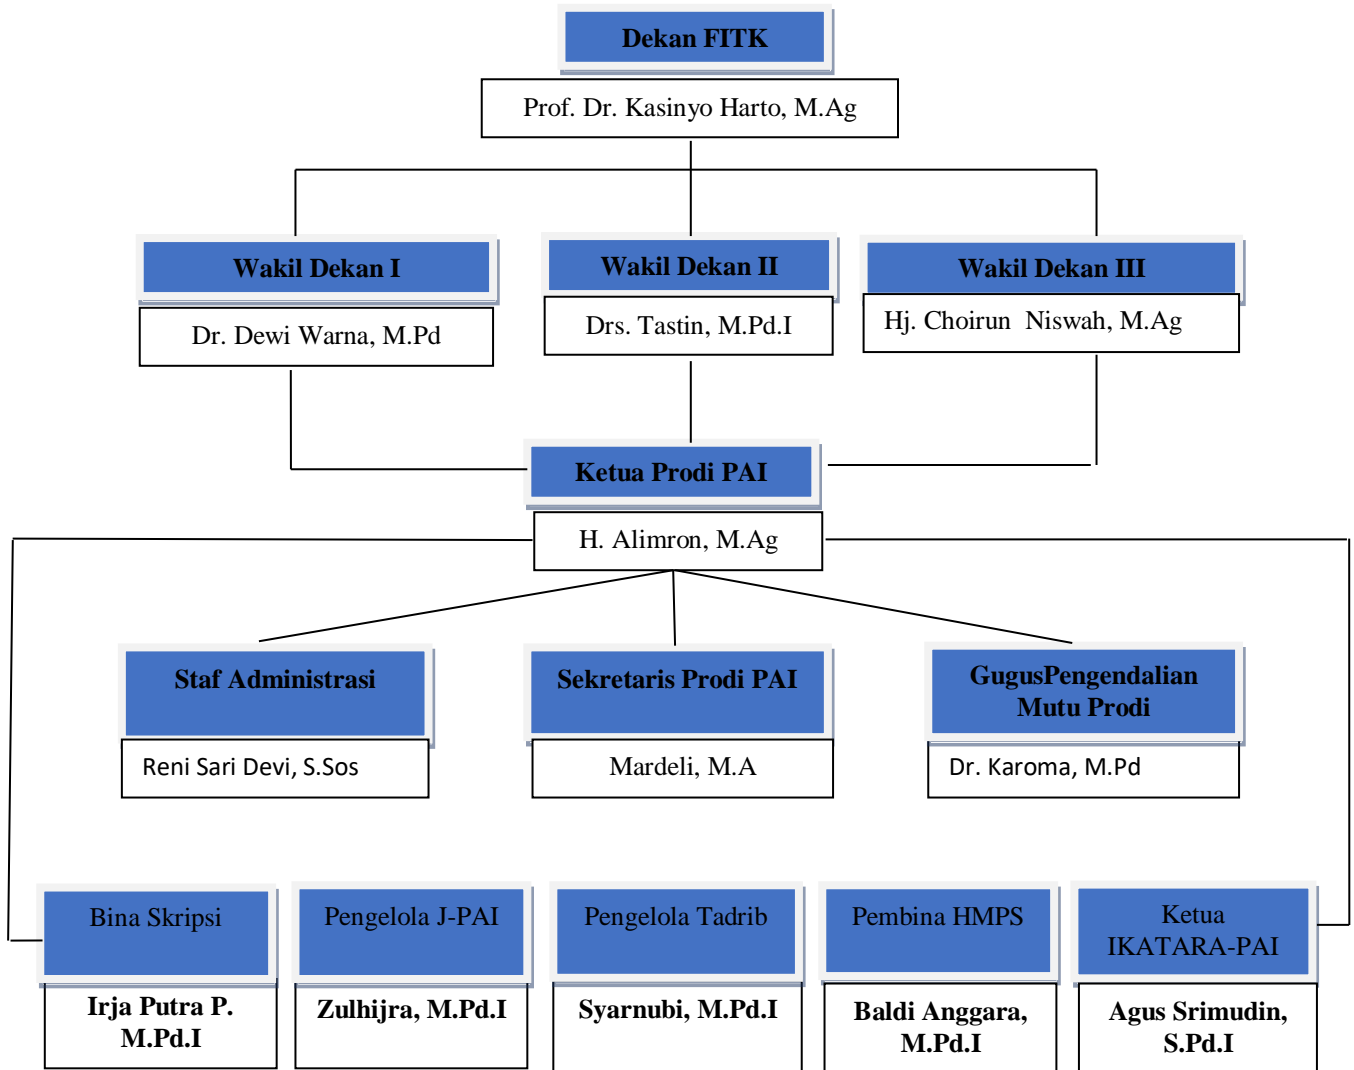 Dekan FITK
Prof. Dr. Kasinyo Harto, M.Ag
Wakil Dekan I
Dr. Dewi Warna, M.Pd
Wakil Dekan II
Drs. Tastin, M.Pd.I
Wakil Dekan III
Hj. Choirun Niswah, M.Ag
Ketua Prodi PAI
H. Alimron, M.Ag
Staf Administrasi
Reni Sari Devi, S.Sos
Sekretaris Prodi PAI
Mardeli, M.A
GugusPengendalian
Mutu Prodi
Dr. Karoma, M.Pd
Bina Skripsi
Irja Putra P.
M.Pd.I
Pengelola J-PAI
Zulhijra, M.Pd.I
Pengelola Tadrib
Syarnubi, M.Pd.I
Pembina HMPS
Baldi Anggara,
M.Pd.I
Ketua
IKATARA-PAI
Agus Srimudin,
S.Pd.I